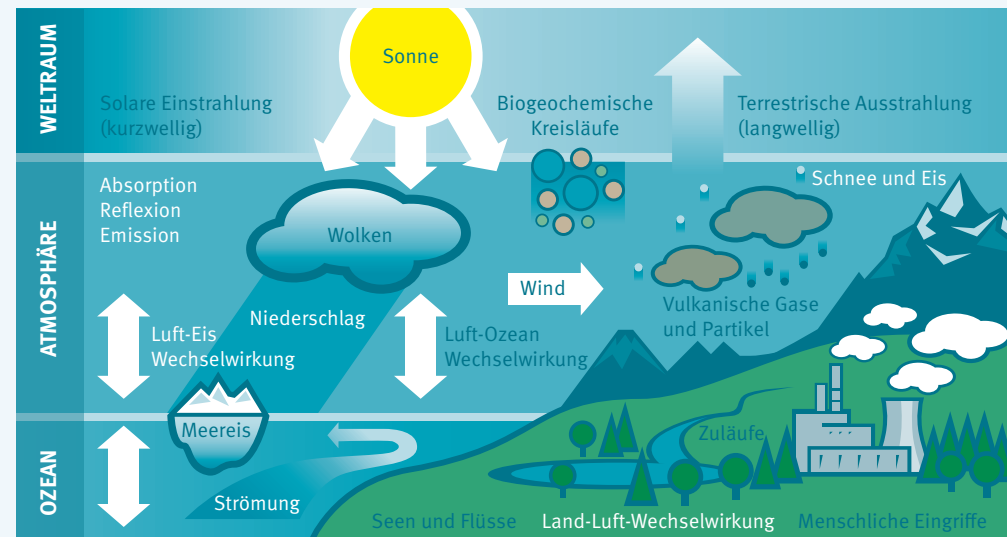 WELTRAUM
Sonne
Solare Einstrahlung
(kurzwellig)
Biogeochemische
Kreisläufe
Terrestrische Ausstrahlung
(langwellig)
ATMOSPHÄRE
Absorption
Reflexion
Emission
Wolken
Schnee und Eis
Wind
Vulkanische Gase
und Partikel
Niederschlag
Luft-Eis
Wechselwirkung
Luft-Ozean
Wechselwirkung
OZEAN
Meereis
Zuläufe
Strömung
Seen und Flüsse
Land-Luft-Wechselwirkung
Menschliche Eingriffe